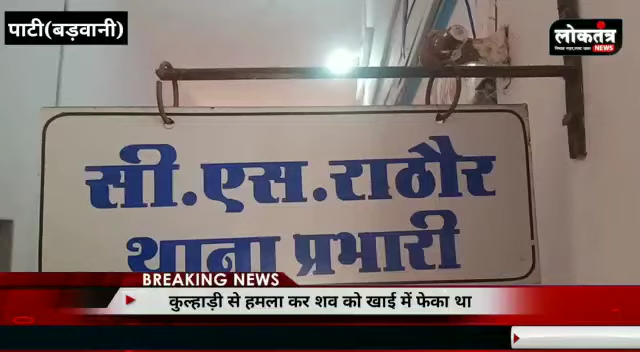 पाटी(बड़वानी)
लोकतंत्र
NEWS
सी.एस.राठौर
थाना प्रभारी
BREAKING NEWS
कुल्हाड़ी से हमला कर शव को खाई में फेका था